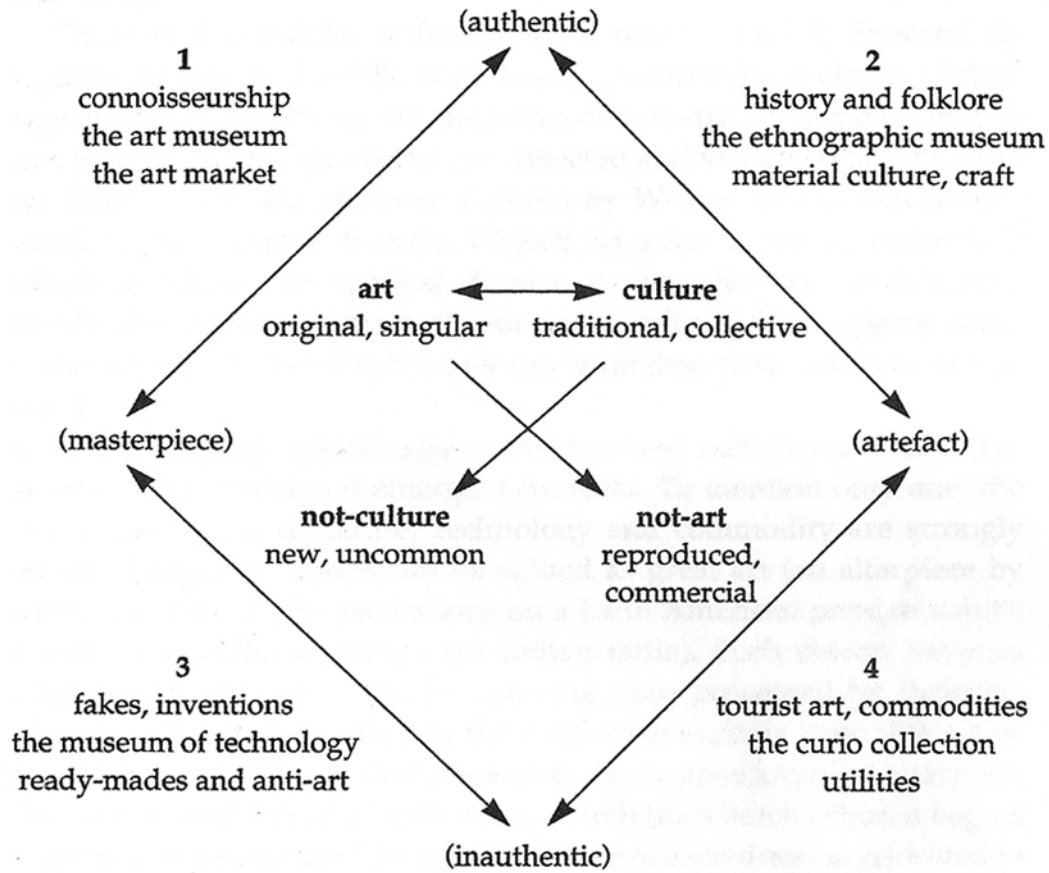 (authentic)
1
connoisseurship
the art museum
the art market
2
history and folklore
the ethnographic museum
material culture, craft
art
original, singular
culture
traditional, collective
(masterpiece)
(artefact)
not-culture
new, uncommon
not-art
reproduced,
commercial
3
fakes, inventions
the museum of technology
ready-mades and anti-art
4
tourist art, commodities
the curio collection
utilities
(inauthentic)